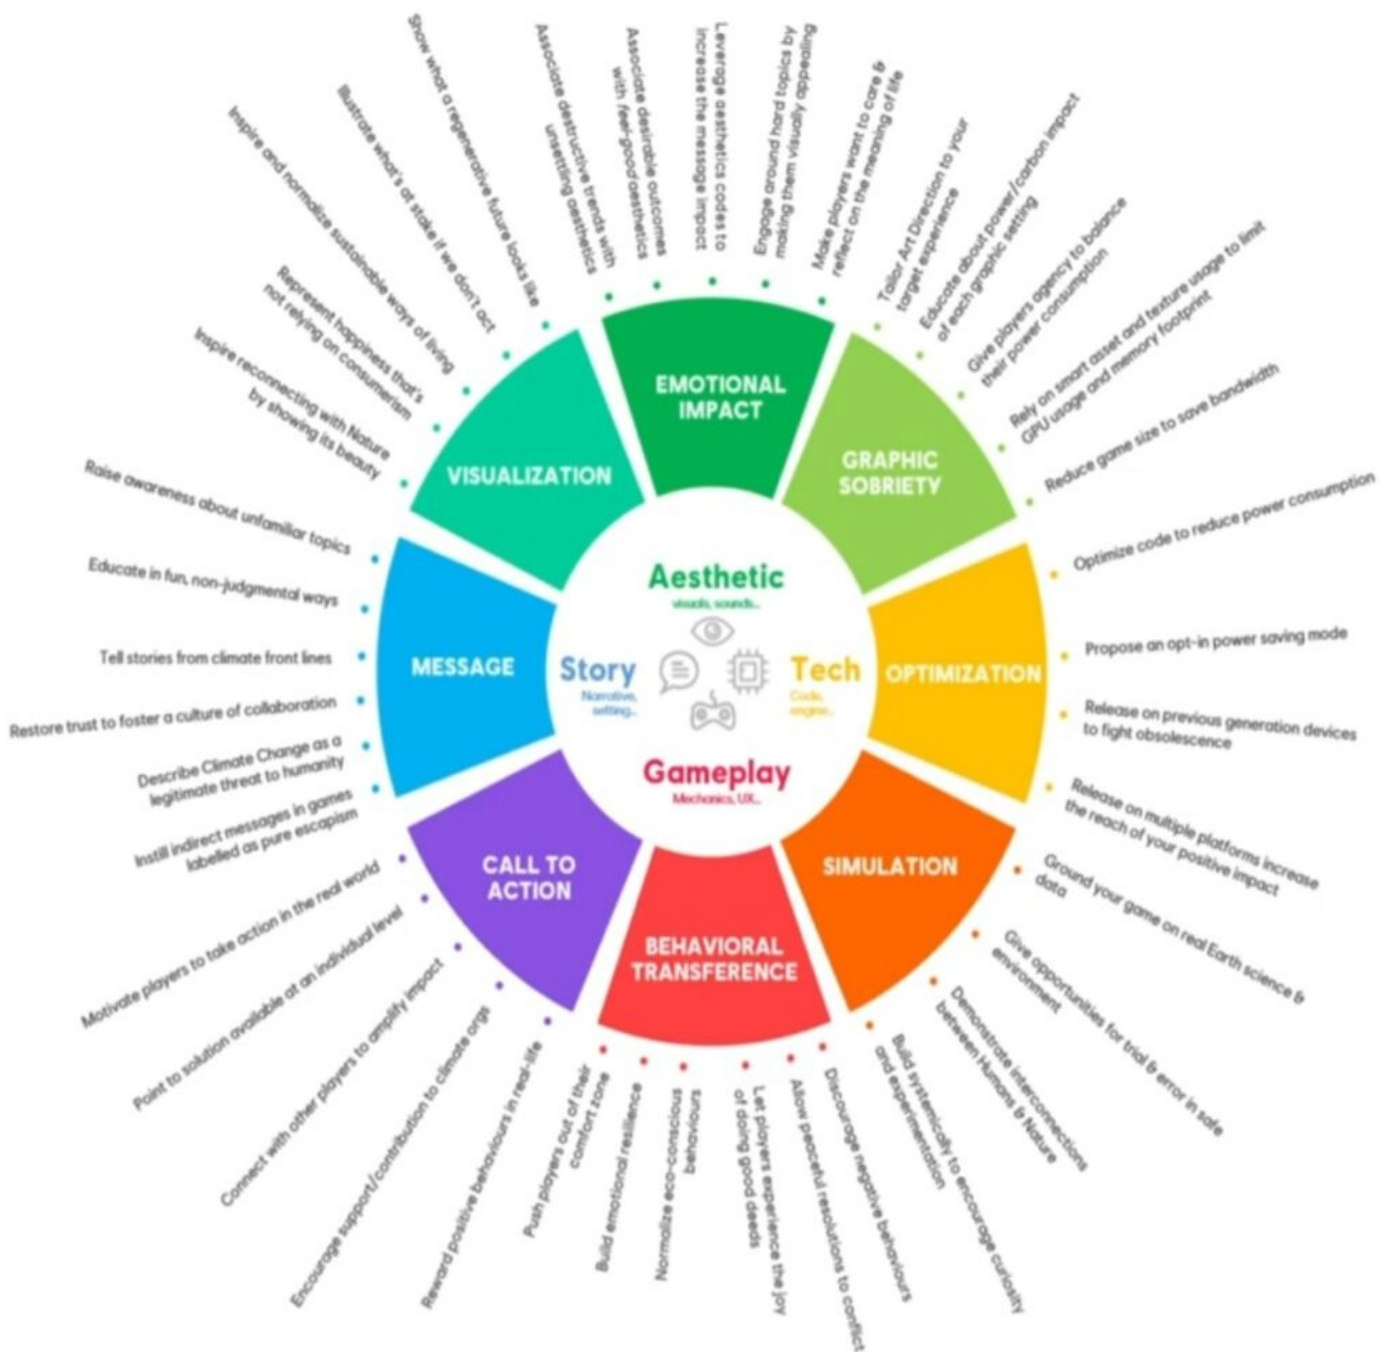 Aesthetic
visuals, sounds...
Story
Narrative,
setting...
Tech
Code,
engine...
Gameplay
Mechanics, UX...
EMOTIONAL
IMPACT
Associate destructive trends with
unsettling aesthetics
Associate desirable outcomes
with feel-good aesthetics
Leverage aesthetics codes to
increase the message impact
Engage around hard topics by
making them visually appealing
Make players want to care &
reflect on the meaning of life
GRAPHIC
SOBRIETY
Tailor Art Direction to your
target experience
Educate about power/carbon impact
of each graphic setting
Give players agency to balance
their power consumption
Rely on smart asset and texture usage to limit
GPU usage and memory footprint
Reduce game size to save bandwidth
OPTIMIZATION
Optimize code to reduce power consumption
Propose an opt-in power saving mode
Release on previous generation devices
to fight obsolescence
Release on multiple platforms increase
the reach of your positive impact
SIMULATION
Ground your game on real Earth science &
data
Give opportunities for trial & error in safe
environment
Demonstrate interconnections
between Humans & Nature
Build systemically to encourage curiosity
and experimentation
BEHAVIORAL
TRANSFERENCE
Discourage negative behaviours
Allow peaceful resolutions to conflict
Let players experience the joy
of doing good deeds
Normalize eco-conscious
behaviours
Build emotional resilience
Push players out of their
comfort zone
CALL TO
ACTION
Reward positive behaviours in real-life
Encourage support/contribution to climate orgs
Connect with other players to amplify impact
Point to solution available at an individual level
Motivate players to take action in the real world
MESSAGE
Instill indirect messages in games
labelled as pure escapism
Describe Climate Change as a
legitimate threat to humanity
Restore trust to foster a culture of collaboration
Tell stories from climate front lines
Educate in fun, non-judgmental ways
Raise awareness about unfamiliar topics
VISUALIZATION
Inspire reconnecting with Nature
by showing its beauty
Represent happiness that's
not relying on consumerism
Inspire and normalize sustainable ways of living
Illustrate what's at stake if we don't act
Show what a regenerative future looks like